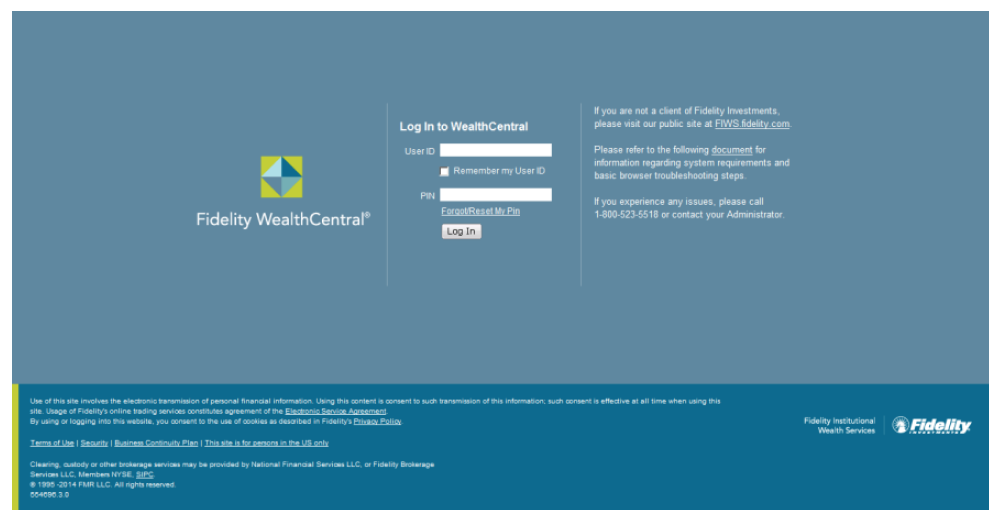 Log In to WealthCentral
User ID
Remember my User ID
PIN
Forgot/Reset My Pin
Log In
Fidelity WealthCentral®
If you are not a client of Fidelity Investments,
please visit our public site at FIWS.fidelity.com.
Please refer to the following document for
information regarding system requirements and
basic browser troubleshooting steps.
If you experience any issues, please call
1-800-523-5518 or contact your Administrator.
Use of this site involves the electronic transmission of personal financial information. Using this content is consent to such transmission of this information; such consent is effective at all time when using this
site. Usage of Fidelity's online trading services constitutes agreement of the Electronic Service Agreement.
By using or logging into this website, you consent to the use of cookies as described in Fidelity's Privacy Policy.
Terms of Use | Security | Business Continuity Plan | This site is for persons in the US only
Clearing, custody or other brokerage services may be provided by National Financial Services LLC, or Fidelity Brokerage
Services LLC, Members NYSE, SIPC.
© 1995 -2014 FMR LLC. All rights reserved.
554696.3.0
Fidelity Institutional
Wealth Services
Fidelity
INVESTMENTS